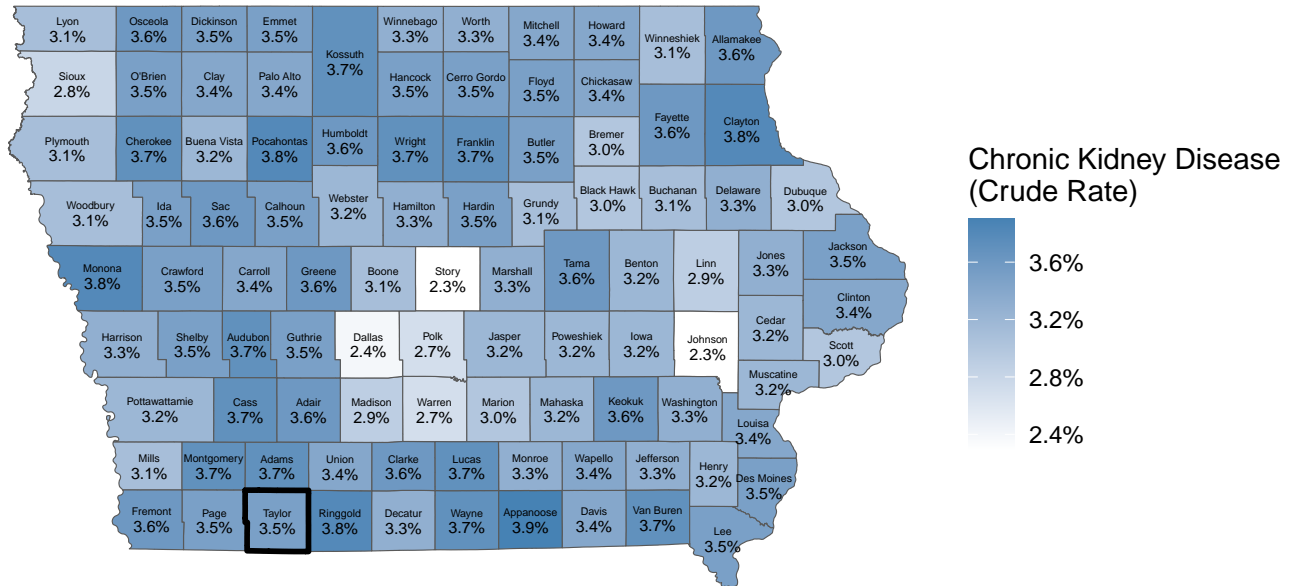 Lyon
3.1%
Osceola
3.6%
Dickinson
3.5%
Emmet
3.5%
Kossuth
3.7%
Winnebago
3.3%
Worth
3.3%
Mitchell
3.4%
Howard
3.4%
Winneshiek
3.1%
Allamakee
3.6%
Sioux
2.8%
O'Brien
3.5%
Clay
3.4%
Palo Alto
3.4%
Hancock
3.5%
Cerro Gordo
3.5%
Floyd
3.5%
Chickasaw
3.4%
Plymouth
3.1%
Cherokee
3.7%
Buena Vista
3.2%
Pocahontas
3.8%
Humboldt
3.6%
Wright
3.7%
Franklin
3.7%
Butler
3.5%
Bremer
3.0%
Fayette
3.6%
Clayton
3.8%
Woodbury
3.1%
Ida
3.5%
Sac
3.6%
Calhoun
3.5%
Webster
3.2%
Hamilton
3.3%
Hardin
3.5%
Grundy
3.1%
Black Hawk
3.0%
Buchanan
3.1%
Delaware
3.3%
Dubuque
3.0%
Monona
3.8%
Crawford
3.5%
Carroll
3.4%
Greene
3.6%
Boone
3.1%
Story
2.3%
Marshall
3.3%
Tama
3.6%
Benton
3.2%
Linn
2.9%
Jones
3.3%
Jackson
3.5%
Clinton
3.4%
Harrison
3.3%
Shelby
3.5%
Audubon
3.7%
Guthrie
3.5%
Dallas
2.4%
Polk
2.7%
Jasper
3.2%
Poweshiek
3.2%
Iowa
3.2%
Johnson
2.3%
Cedar
3.2%
Scott
3.0%
Muscatine
3.2%
Pottawattamie
3.2%
Cass
3.7%
Adair
3.6%
Madison
2.9%
Warren
2.7%
Marion
3.0%
Mahaska
3.2%
Keokuk
3.6%
Washington
3.3%
Louisa
3.4%
Mills
3.1%
Montgomery
3.7%
Adams
3.7%
Union
3.4%
Clarke
3.6%
Lucas
3.7%
Monroe
3.3%
Wapello
3.4%
Jefferson
3.3%
Henry
3.2%
Des Moines
3.5%
Fremont
3.6%
Page
3.5%
Taylor
3.5%
Ringgold
3.8%
Decatur
3.3%
Wayne
3.7%
Appanoose
3.9%
Davis
3.4%
Van Buren
3.7%
Lee
3.5%
Chronic Kidney Disease
(Crude Rate)
3.6%
3.2%
2.8%
2.4%